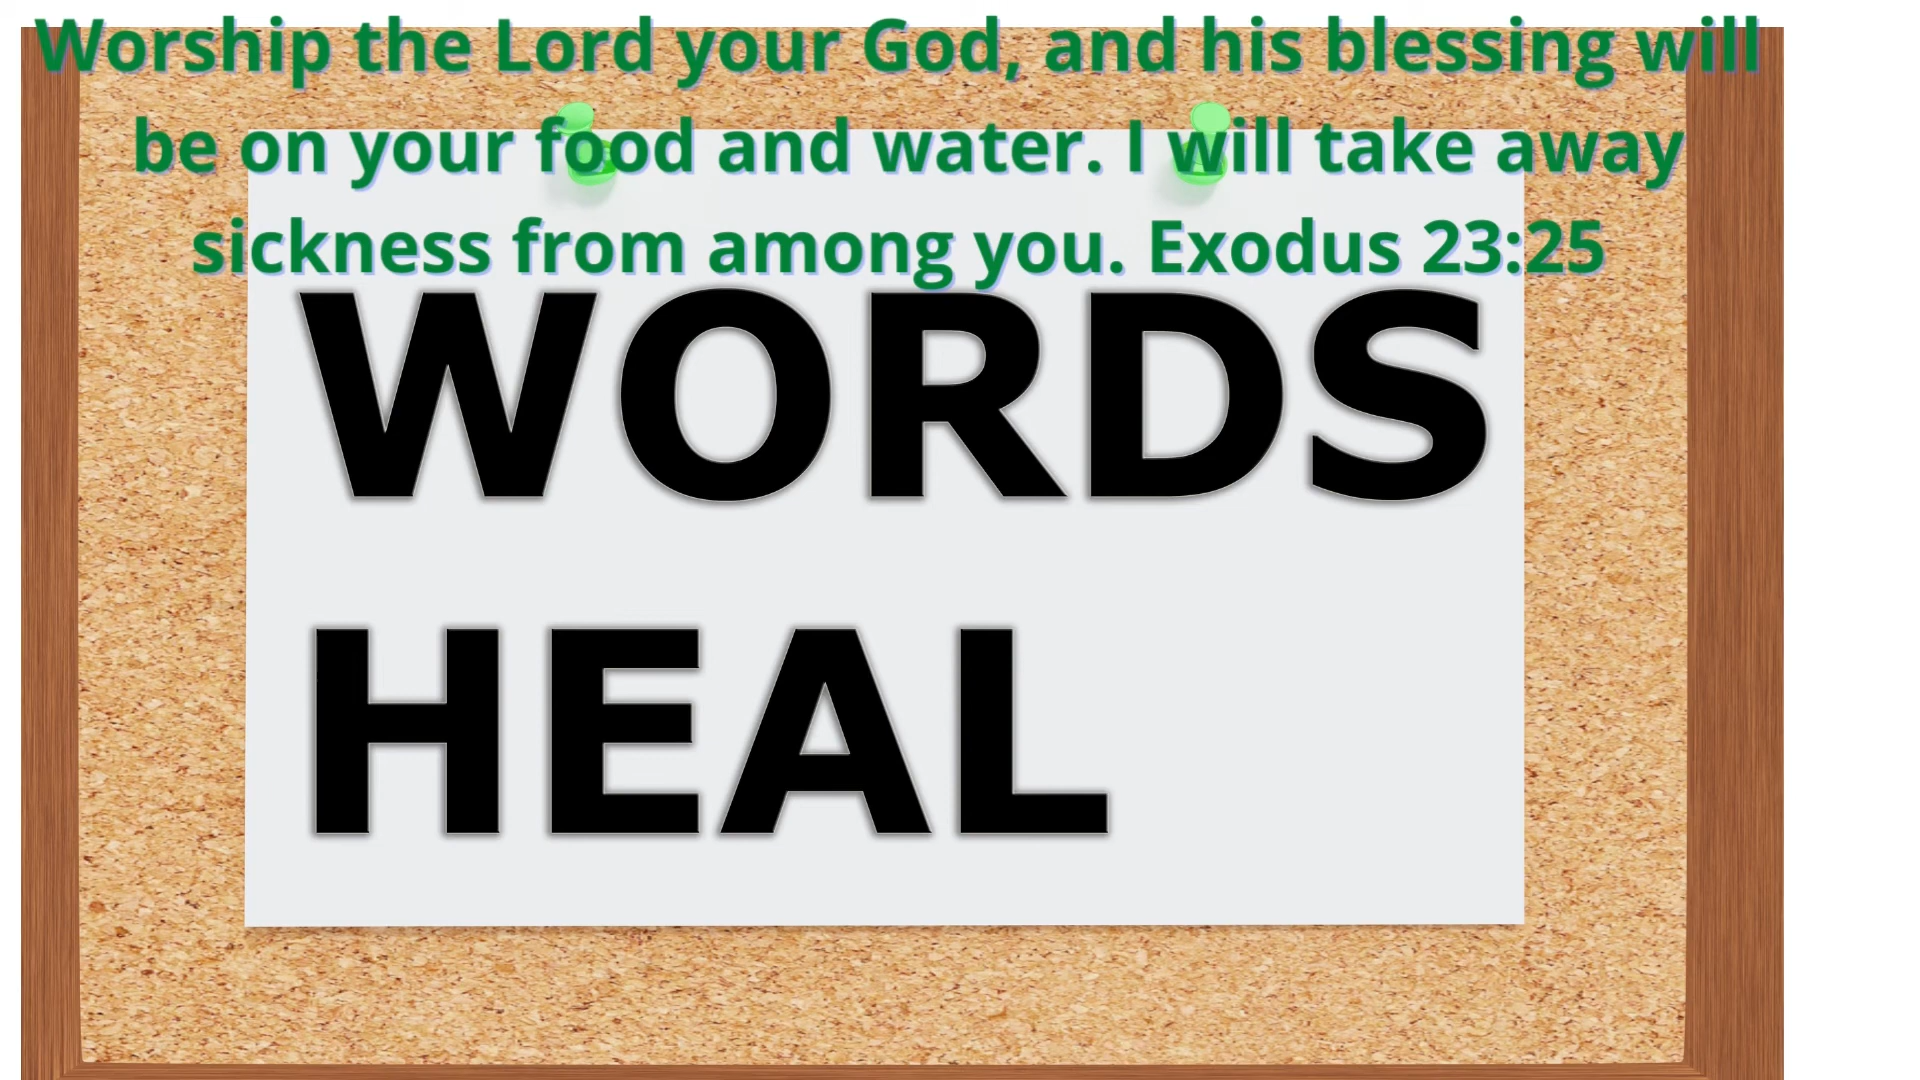 Worship the Lord your God, and his blessing will
be on your food and water. I will take away
sickness from among you. Exodus 23:25
WORDS
HEAL